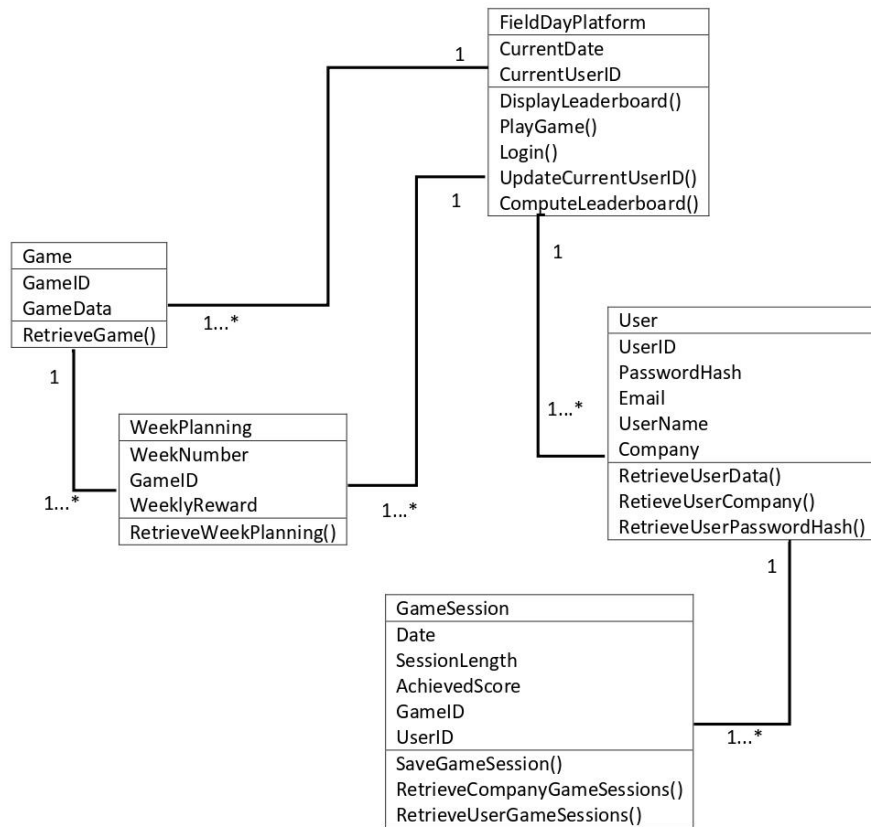 FieldDayPlatform
CurrentDate
CurrentUserID
DisplayLeaderboard()
PlayGame()
Login()
UpdateCurrentUserID()
ComputeLeaderboard()
1
1
1
Game
GameID
GameData
RetrieveGame()
1...*
1
User
UserID
PasswordHash
Email
UserName
Company
RetrieveUserData()
RetieveUserCompany()
RetrieveUserPasswordHash()
1...*
WeekPlanning
WeekNumber
GameID
WeeklyReward
RetrieveWeekPlanning()
1...*
1...*
1
GameSession
Date
SessionLength
AchievedScore
GameID
UserID
SaveGameSession()
RetrieveCompanyGameSessions()
RetrieveUserGameSessions()
1...*